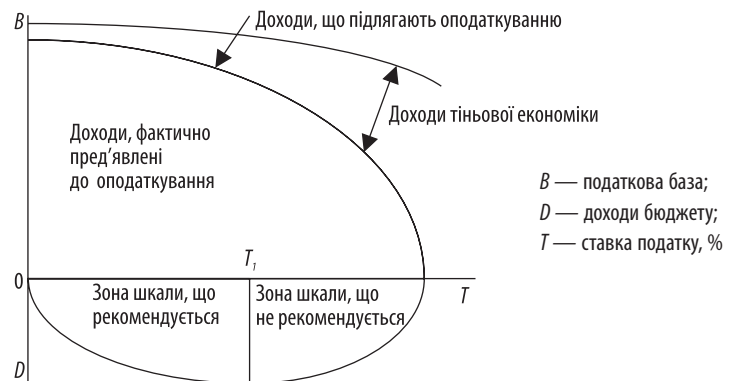 B
Доходи, що підлягають оподаткуванню
Доходи тіньової економіки
Доходи, фактично
пред’явлені
до оподаткування
B — податкова база;
D — доходи бюджету;
T — ставка податку, %
T₁
0
T
Зона шкали, що
рекомендується
Зона шкали, що
не рекомендується
D